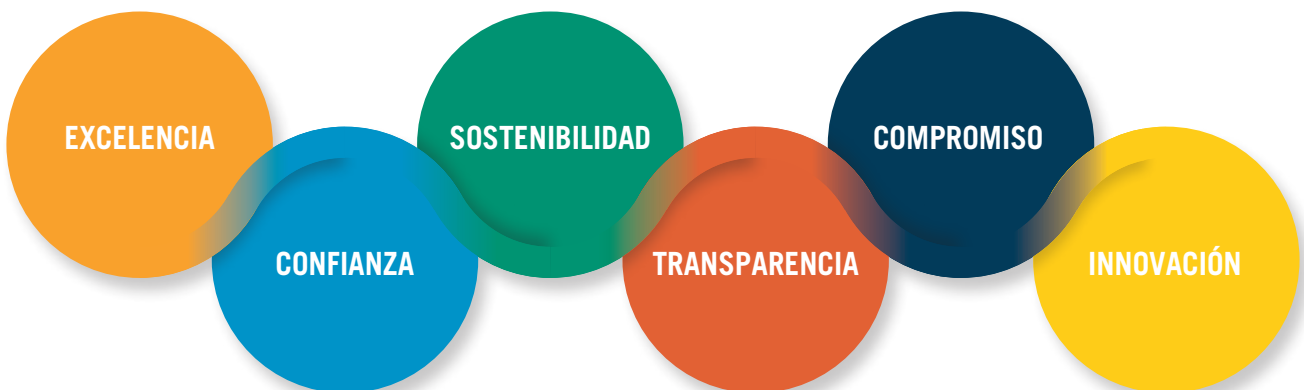 EXCELENCIA
CONFIANZA
SOSTENIBILIDAD
TRANSPARENCIA
COMPROMISO
INNOVACIÓN